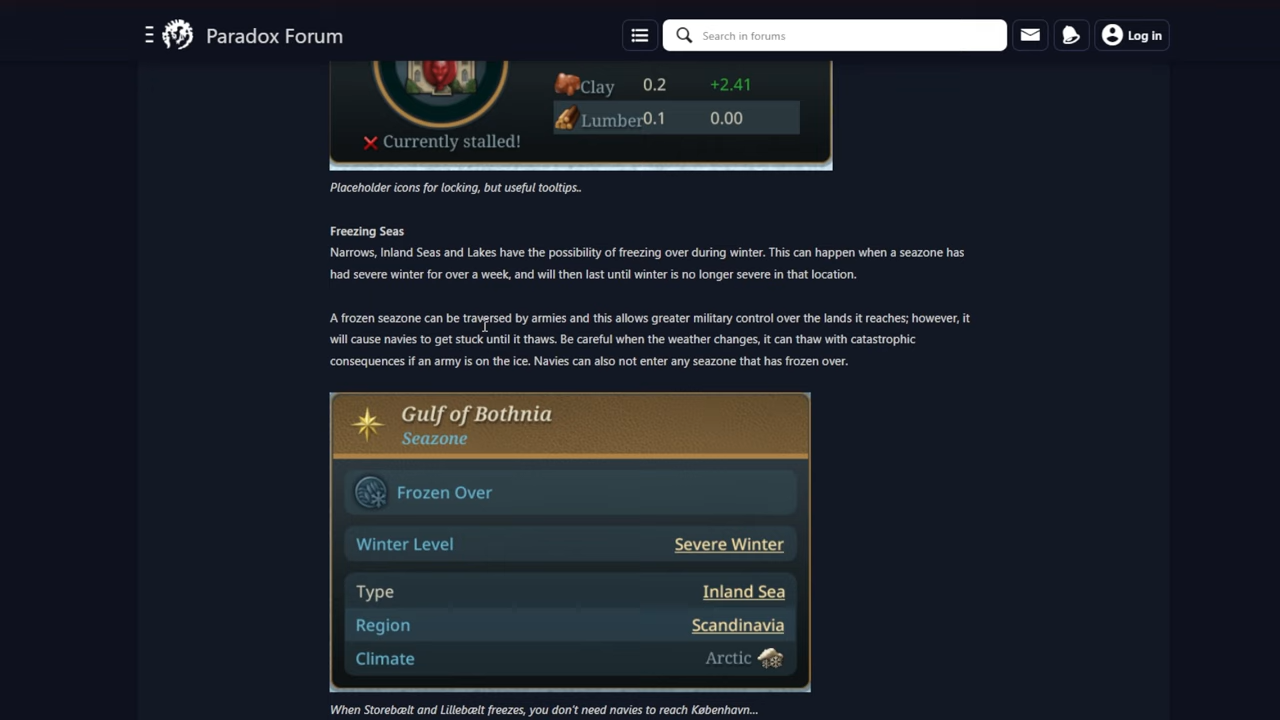 Paradox Forum
Search in forums
Log in
Clay 0.2 +2.41
Lumber 0.1 0.00
Currently stalled!
Placeholder icons for locking, but useful tooltips..
Freezing Seas
Narrows, Inland Seas and Lakes have the possibility of freezing over during winter. This can happen when a seazone has
had severe winter for over a week, and will then last until winter is no longer severe in that location.
A frozen seazone can be traversed by armies and this allows greater military control over the lands it reaches; however, it
will cause navies to get stuck until it thaws. Be careful when the weather changes, it can thaw with catastrophic
consequences if an army is on the ice. Navies can also not enter any seazone that has frozen over.
Gulf of Bothnia
Seazone
Frozen Over
Winter Level Severe Winter
Type Inland Sea
Region Scandinavia
Climate Arctic
When Storebælt and Lillebælt freezes, you don't need navies to reach København...